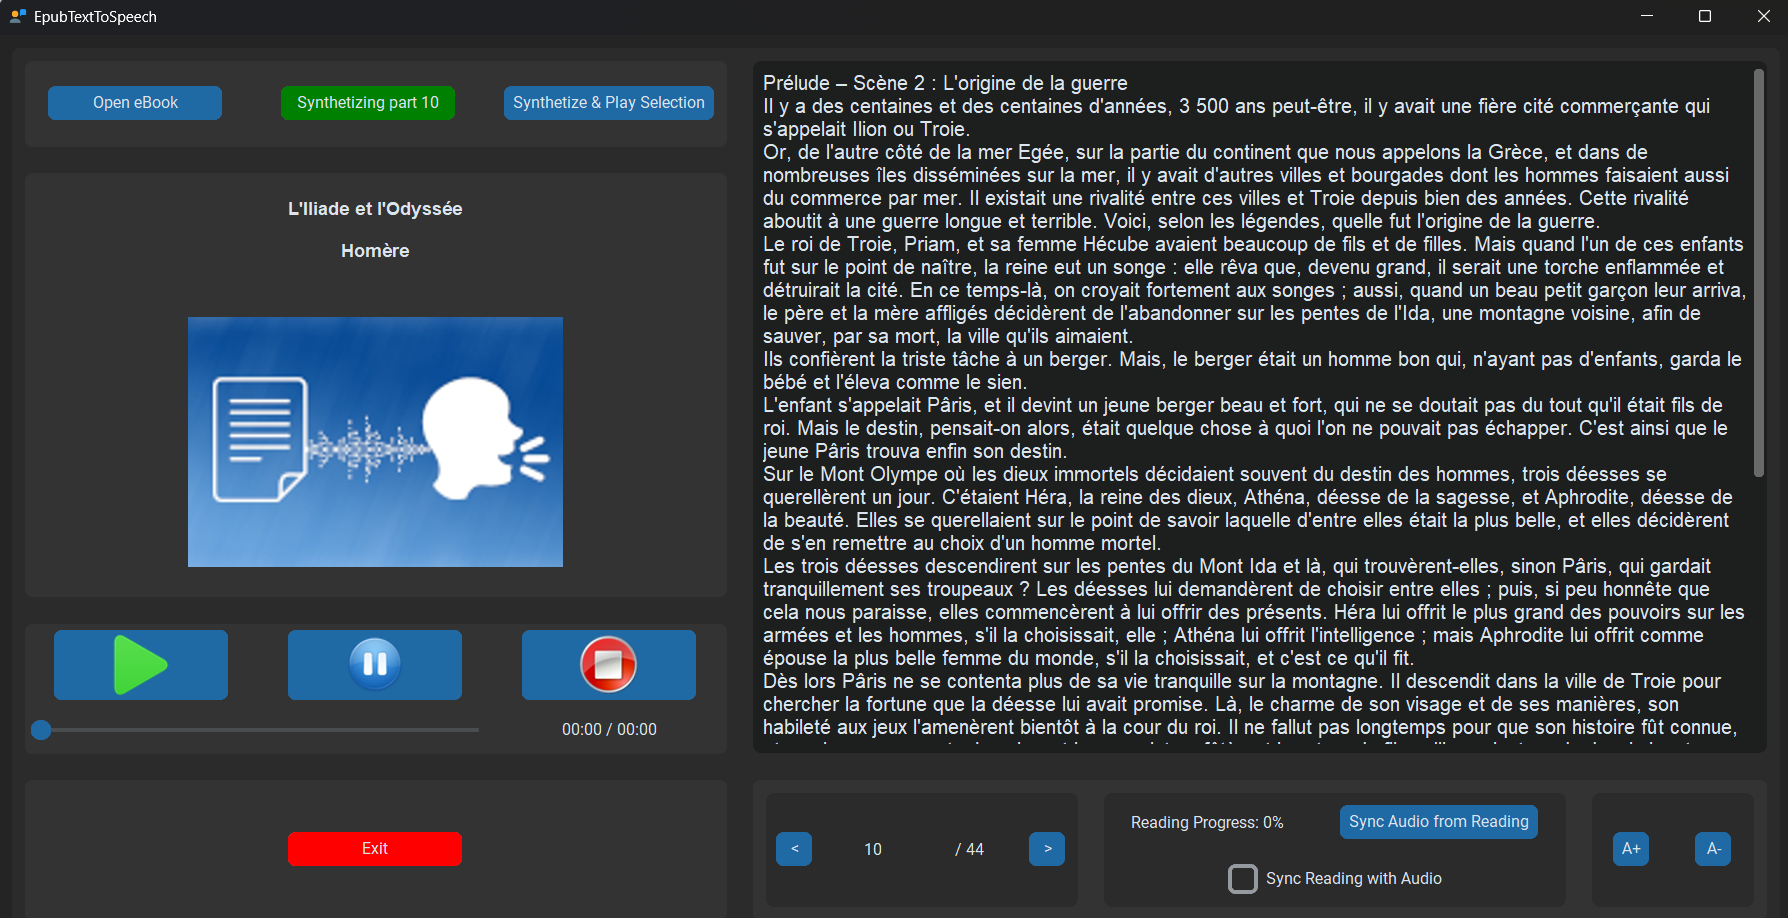 EpubTextToSpeech
Open eBook
Synthetizing part 10
Synthetize & Play Selection
L'Iliade et l'Odyssée
Homère
00:00 / 00:00
Exit
Prélude – Scène 2 : L'origine de la guerre
Il y a des centaines et des centaines d'années, 3 500 ans peut-être, il y avait une fière cité commerçante qui
s'appelait Ilion ou Troie.
Or, de l'autre côté de la mer Egée, sur la partie du continent que nous appelons la Grèce, et dans de
nombreuses îles disséminées sur la mer, il y avait d'autres villes et bourgades dont les hommes faisaient aussi
du commerce par mer. Il existait une rivalité entre ces villes et Troie depuis bien des années. Cette rivalité
aboutit à une guerre longue et terrible. Voici, selon les légendes, quelle fut l'origine de la guerre.
Le roi de Troie, Priam, et sa femme Hécube avaient beaucoup de fils et de filles. Mais quand l'un de ces enfants
fut sur le point de naître, la reine eut un songe : elle rêva que, devenu grand, il serait une torche enflammée et
détruirait la cité. En ce temps-là, on croyait fortement aux songes ; aussi, quand un beau petit garçon leur arriva,
le père et la mère affligés décidèrent de l'abandonner sur les pentes de l'Ida, une montagne voisine, afin de
sauver, par sa mort, la ville qu'ils aimaient.
Ils confièrent la triste tâche à un berger. Mais, le berger était un homme bon qui, n'ayant pas d'enfants, garda le
bébé et l'éleva comme le sien.
L'enfant s'appelait Pâris, et il devint un jeune berger beau et fort, qui ne se doutait pas du tout qu'il était fils de
roi. Mais le destin, pensait-on alors, était quelque chose à quoi l'on ne pouvait pas échapper. C'est ainsi que le
jeune Pâris trouva enfin son destin.
Sur le Mont Olympe où les dieux immortels décidaient souvent du destin des hommes, trois déesses se
querellèrent un jour. C'étaient Héra, la reine des dieux, Athéna, déesse de la sagesse, et Aphrodite, déesse de
la beauté. Elles se querellaient sur le point de savoir laquelle d'entre elles était la plus belle, et elles décidèrent
de s'en remettre au choix d'un homme mortel.
Les trois déesses descendirent sur les pentes du Mont Ida et là, qui trouvèrent-elles, sinon Pâris, qui gardait
tranquillement ses troupeaux ? Les déesses lui demandèrent de choisir entre elles ; puis, si peu honnête que
cela nous paraisse, elles commencèrent à lui offrir des présents. Héra lui offrit le plus grand des pouvoirs sur les
armées et les hommes, s'il la choisissait, elle ; Athéna lui offrit l'intelligence ; mais Aphrodite lui offrit comme
épouse la plus belle femme du monde, s'il la choisissait, et c'est ce qu'il fit.
Dès lors Pâris ne se contenta plus de sa vie tranquille sur la montagne. Il descendit dans la ville de Troie pour
chercher la fortune que la déesse lui avait promise. Là, le charme de son visage et de ses manières, son
habileté aux jeux l'amenèrent bientôt à la cour du roi. Il ne fallut pas longtemps pour que son histoire fût connue,
<
10
/ 44
>
Reading Progress: 0%
Sync Audio from Reading
Sync Reading with Audio
A+
A-